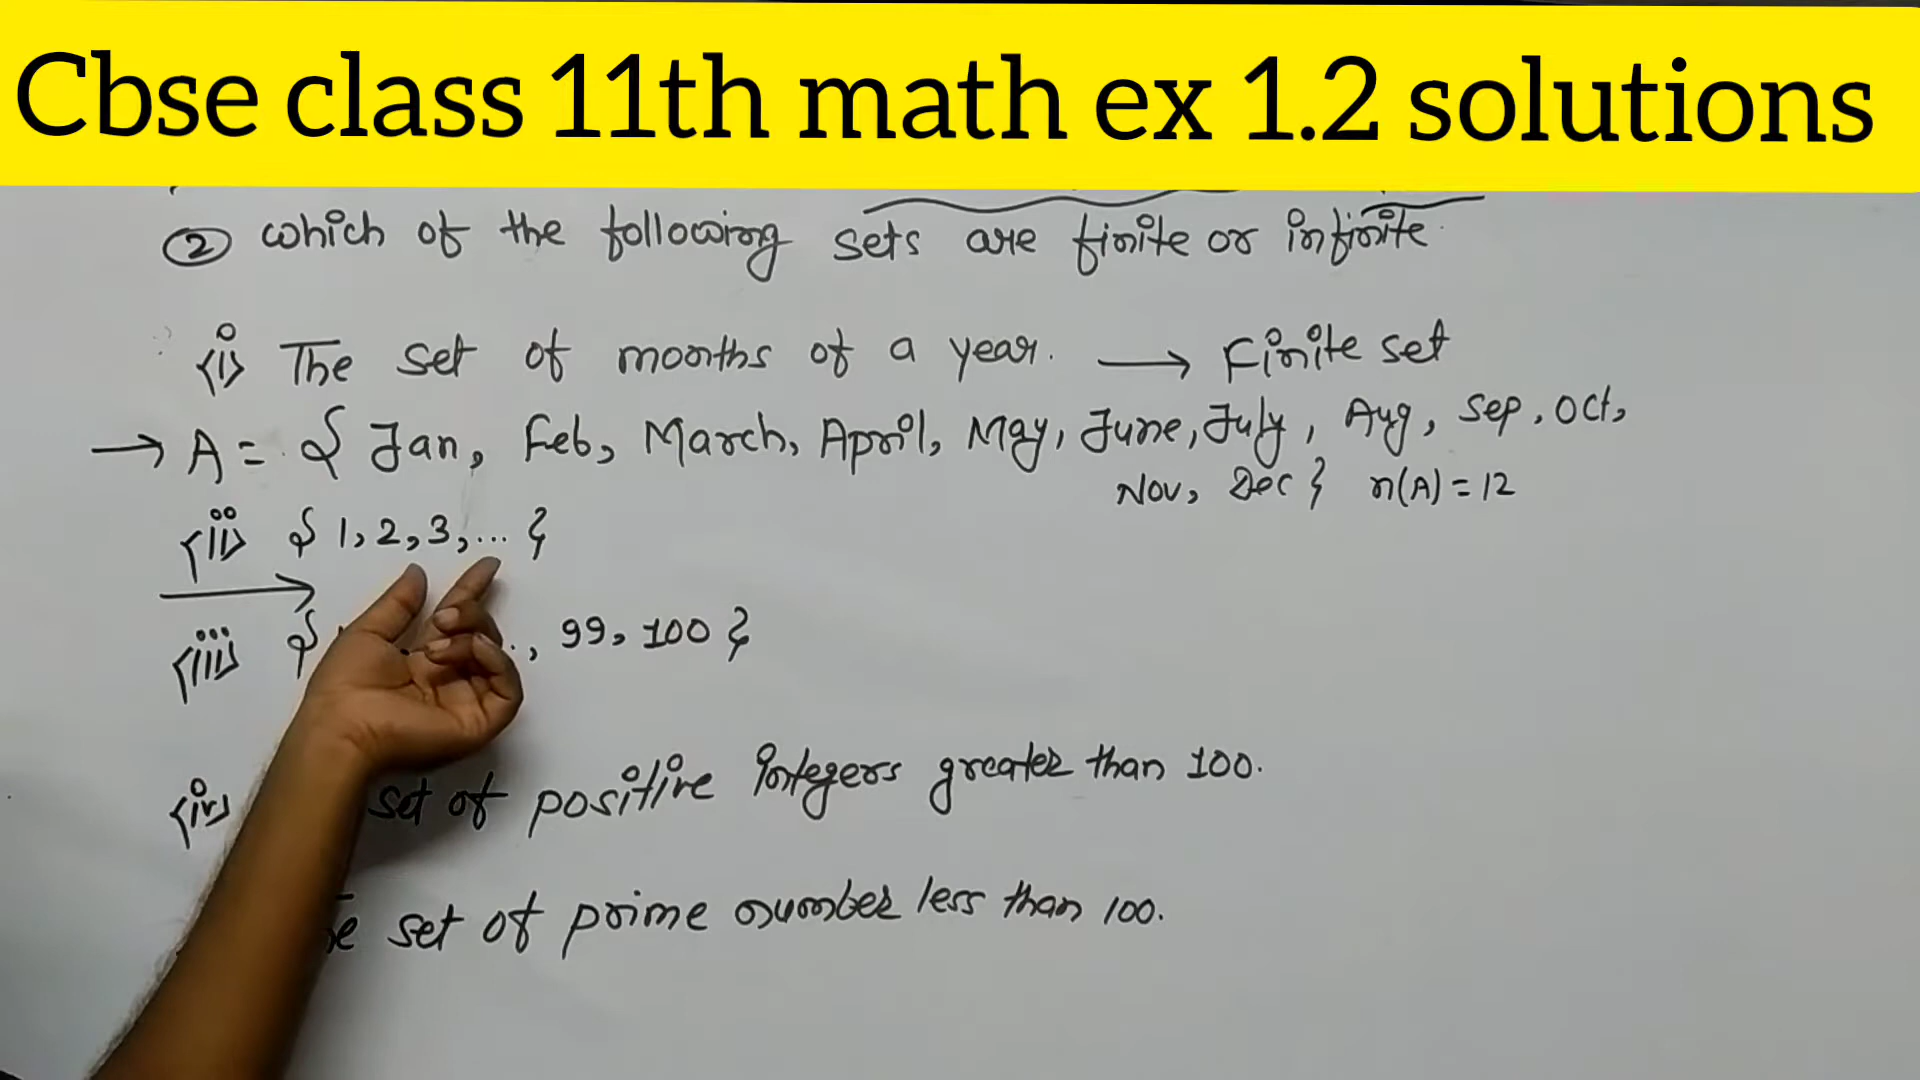 Cbse class 11th math ex 1.2 solutions
② which of the following sets are finite or infinite.
(i) The set of months of a year. → Finite set
→ A = { Jan, Feb, March, April, May, June, July, Aug, Sep, Oct,
Nov, Dec } n(A) = 12
(ii) { 1, 2, 3, ... }
(iii) { , 99, 100 }
(iv) set of positive integers greater than 100.
set of prime number less than 100.